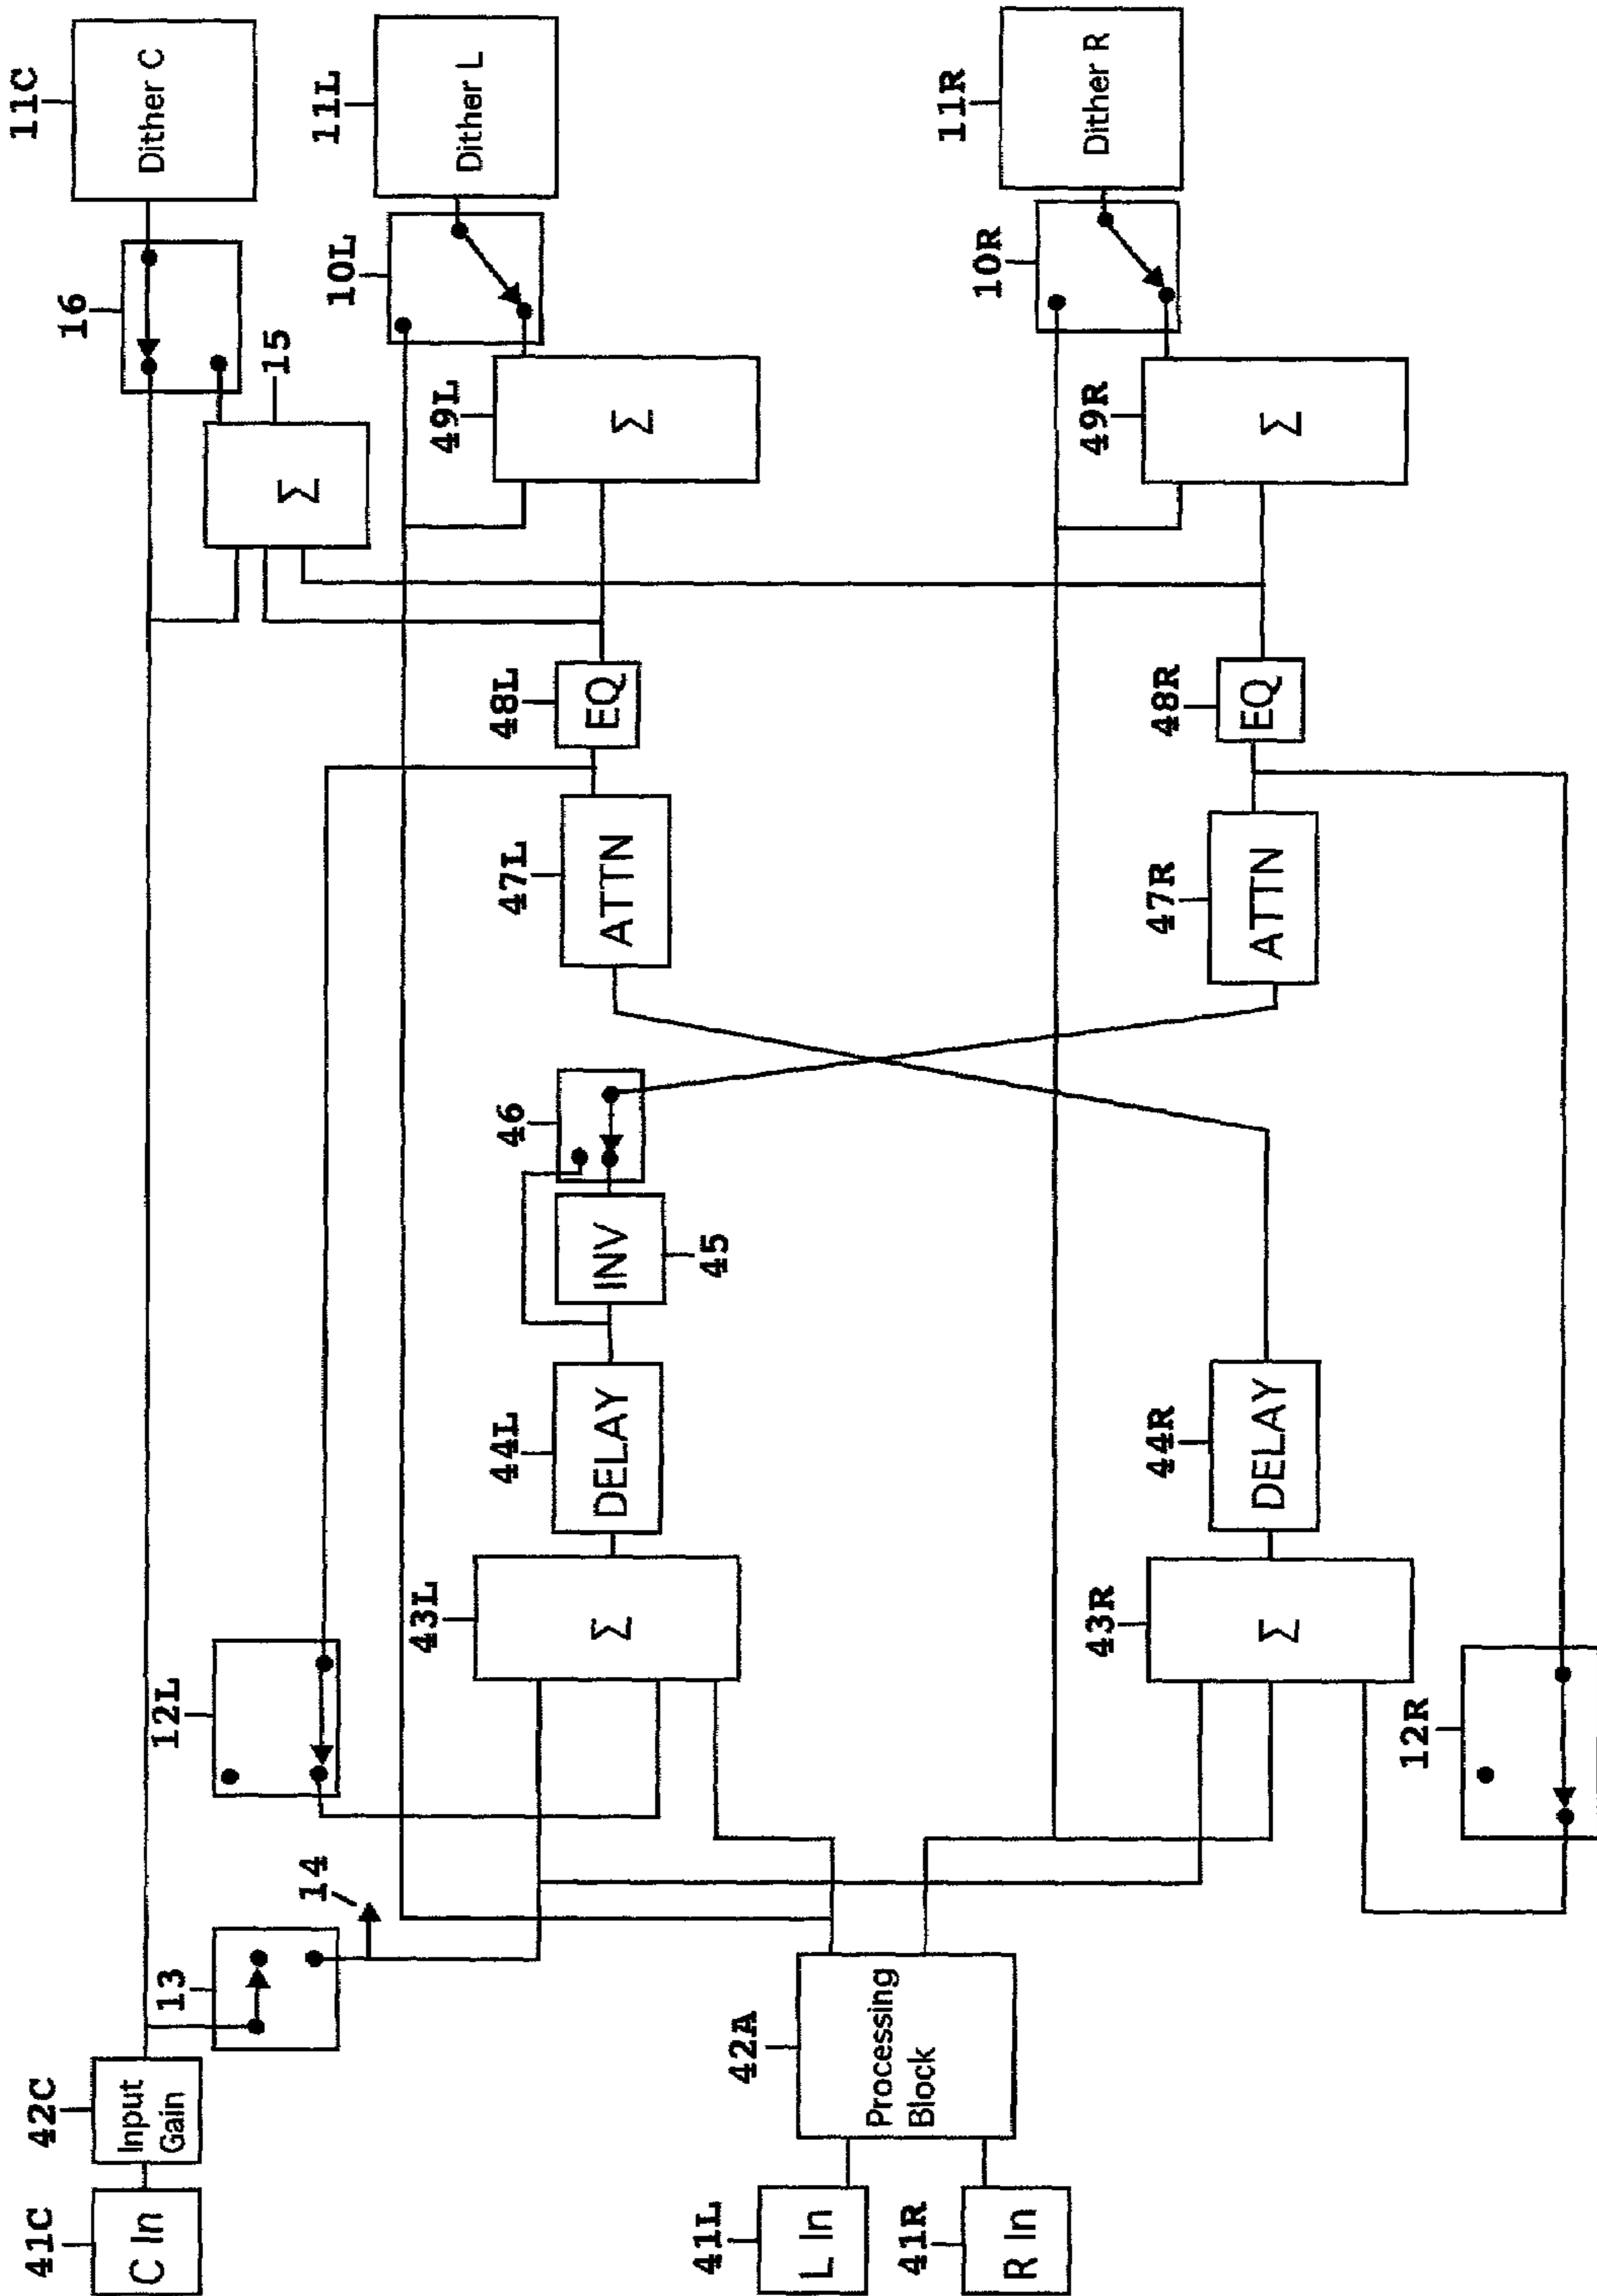 11C
Dither C
16
15
Σ
11L
Dither L
10L
49L
Σ
11R
Dither R
10R
49R
Σ
48L
EQ
47L
ATTN
48R
EQ
47R
ATTN
46
INV
45
44L
DELAY
43L
Σ
44R
DELAY
43R
Σ
12L
12R
13
14
42C
Input
Gain
41C
C In
42A
Processing
Block
41L
L In
41R
R In